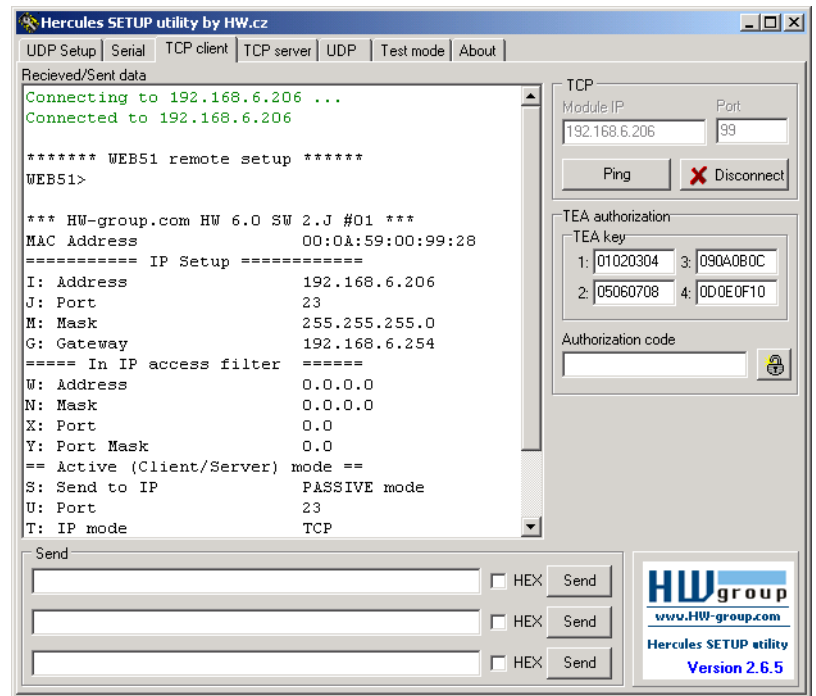 Hercules SETUP utility by HW.cz
UDP Setup Serial TCP client TCP server UDP Test mode About
Recieved/Sent data
Connecting to 192.168.6.206 ...
Connected to 192.168.6.206
******* WEB51 remote setup ******
WEB51>
*** HW-group.com HW 6.0 SW 2.J #01 ***
MAC Address 00:0A:59:00:99:28
=========== IP Setup ============
I: Address 192.168.6.206
J: Port 23
M: Mask 255.255.255.0
G: Gateway 192.168.6.254
===== In IP access filter ======
W: Address 0.0.0.0
N: Mask 0.0.0.0
X: Port 0.0
Y: Port Mask 0.0
== Active (Client/Server) mode ==
S: Send to IP PASSIVE mode
U: Port 23
T: IP mode TCP
TCP
Module IP Port
192.168.6.206 99
Ping Disconnect
TEA authorization
TEA key
1: 01020304 3: 090A0B0C
2: 05060708 4: 0D0E0F10
Authorization code
Send
HEX Send
HEX Send
HEX Send
HW group
www.HW-group.com
Hercules SETUP utility
Version 2.6.5